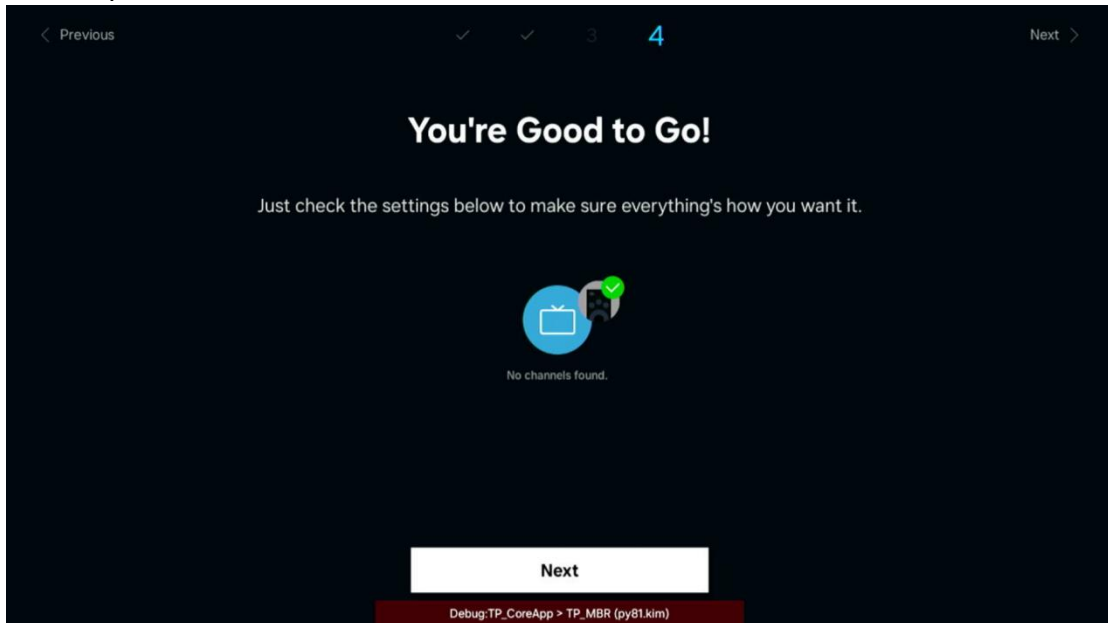 Previous
3
4
Next
You're Good to Go!
Just check the settings below to make sure everything's how you want it.
No channels found.
Next
Debug:TP_CoreApp > TP_MBR (py81.kim)